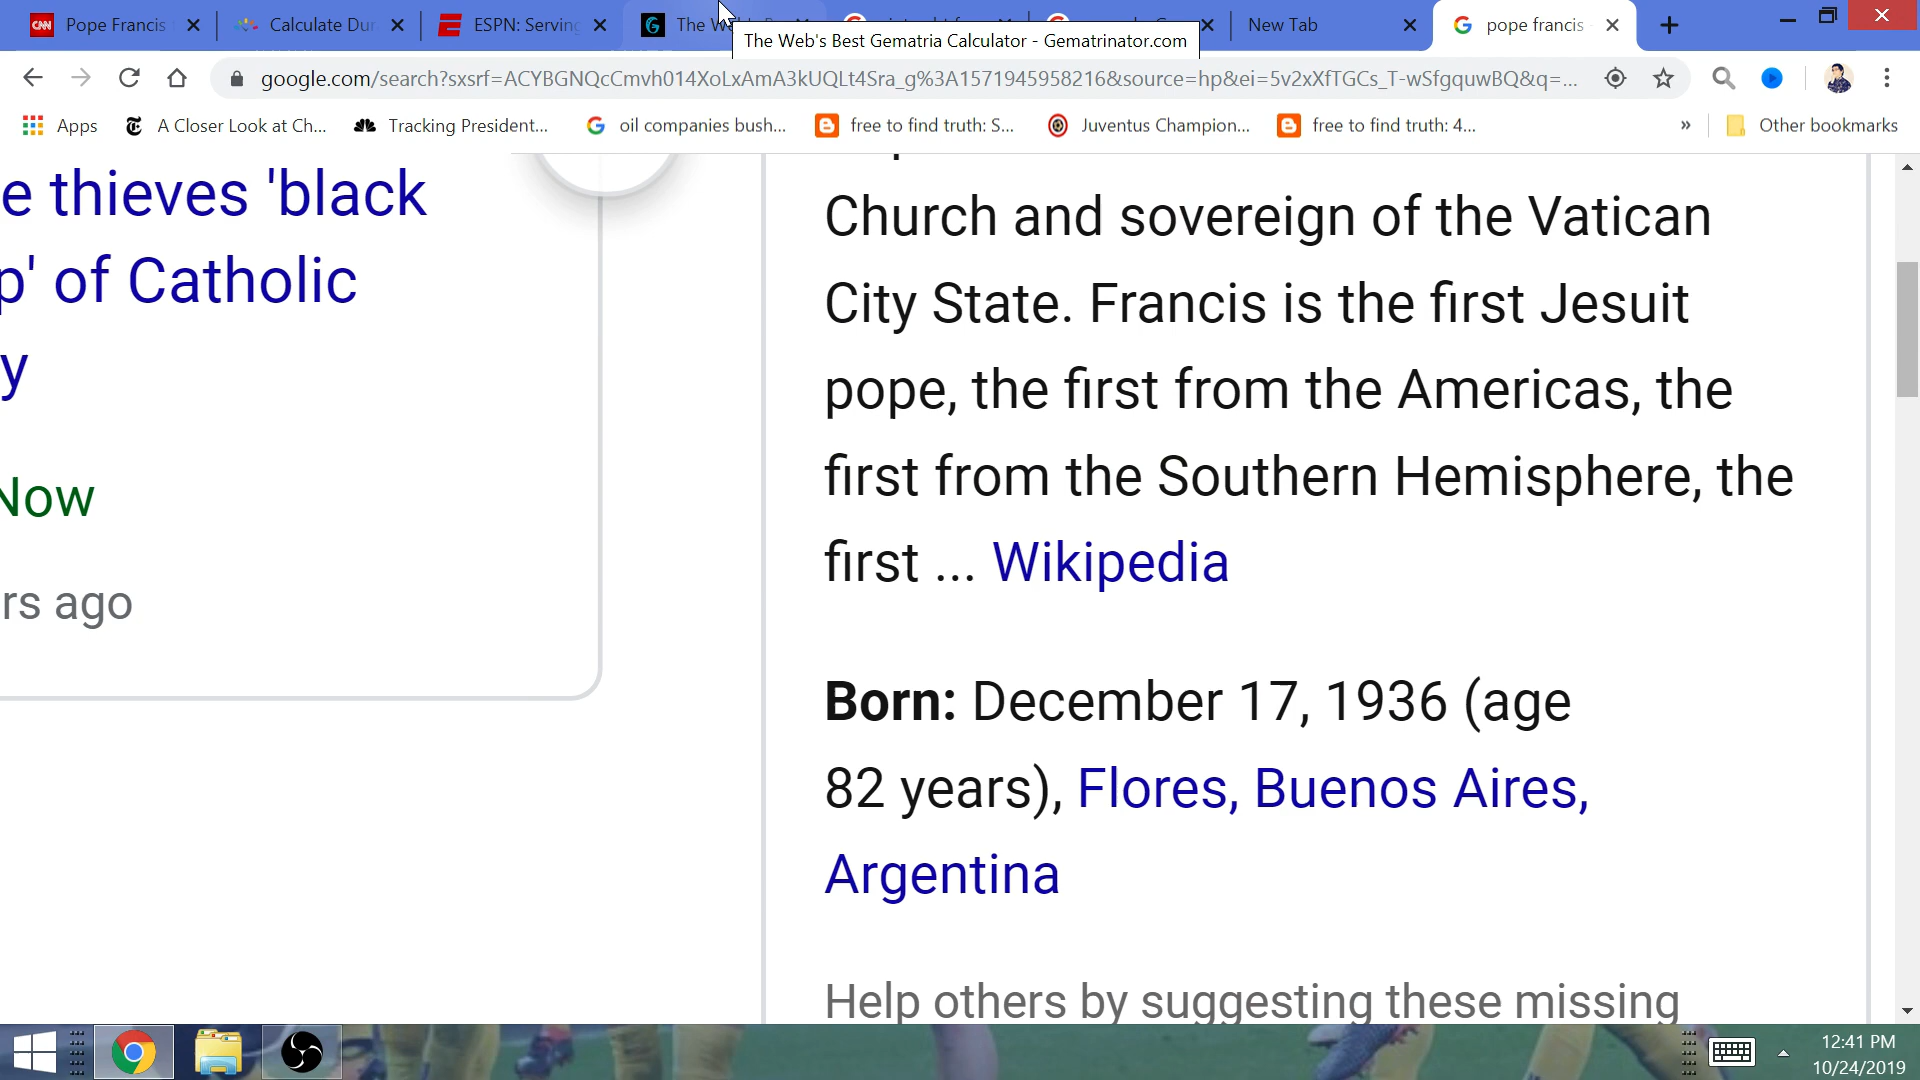 Pope Francis
Calculate Dur
ESPN: Serving
The We
New Tab
pope francis
The Web's Best Gematria Calculator - Gematrinator.com
google.com/search?sxsrf=ACYBGNQcCmvh014XoLxAmA3kUQLt4Sra_g%3A1571945958216&source=hp&ei=5v2xXfTGCs_T-wSfgquwBQ&q=...
Apps
A Closer Look at Ch...
Tracking President...
oil companies bush...
free to find truth: S...
Juventus Champion...
free to find truth: 4...
»
Other bookmarks
e thieves 'black
p' of Catholic
y
Now
rs ago
Church and sovereign of the Vatican
City State. Francis is the first Jesuit
pope, the first from the Americas, the
first from the Southern Hemisphere, the
first ... Wikipedia
Born: December 17, 1936 (age
82 years), Flores, Buenos Aires,
Argentina
Help others by suggesting these missing
12:41 PM
10/24/2019